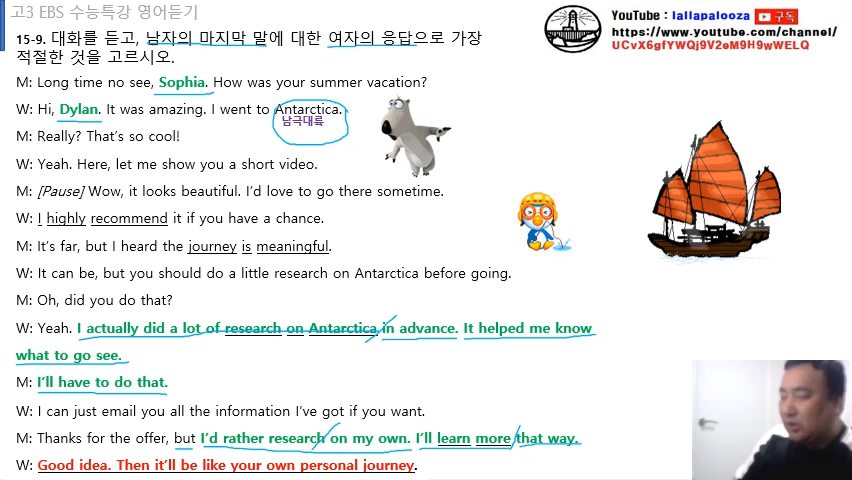 고3 EBS 수능특강 영어듣기
YouTube : lallapalooza 구독
https://www.youtube.com/channel/
UCvX6gfYWQj9V2eM9H9wWELQ
15-9. 대화를 듣고, 남자의 마지막 말에 대한 여자의 응답으로 가장
적절한 것을 고르시오.
M: Long time no see, Sophia. How was your summer vacation?
W: Hi, Dylan. It was amazing. I went to Antarctica.
남극대륙
M: Really? That's so cool!
W: Yeah. Here, let me show you a short video.
M: [Pause] Wow, it looks beautiful. I'd love to go there sometime.
W: I highly recommend it if you have a chance.
M: It's far, but I heard the journey is meaningful.
W: It can be, but you should do a little research on Antarctica before going.
M: Oh, did you do that?
W: Yeah. I actually did a lot of research on Antarctica in advance. It helped me know
what to go see.
M: I'll have to do that.
W: I can just email you all the information I've got if you want.
M: Thanks for the offer, but I'd rather research on my own. I'll learn more that way.
W: Good idea. Then it'll be like your own personal journey.